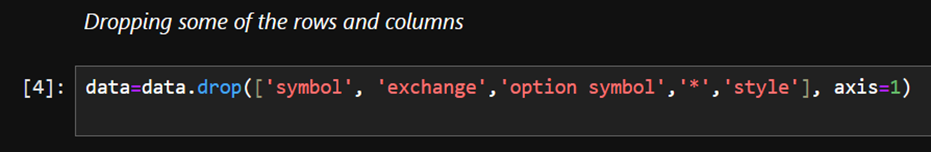 Dropping some of the rows and columns
[4]: data=data.drop(['symbol', 'exchange','option symbol','*','style'], axis=1)